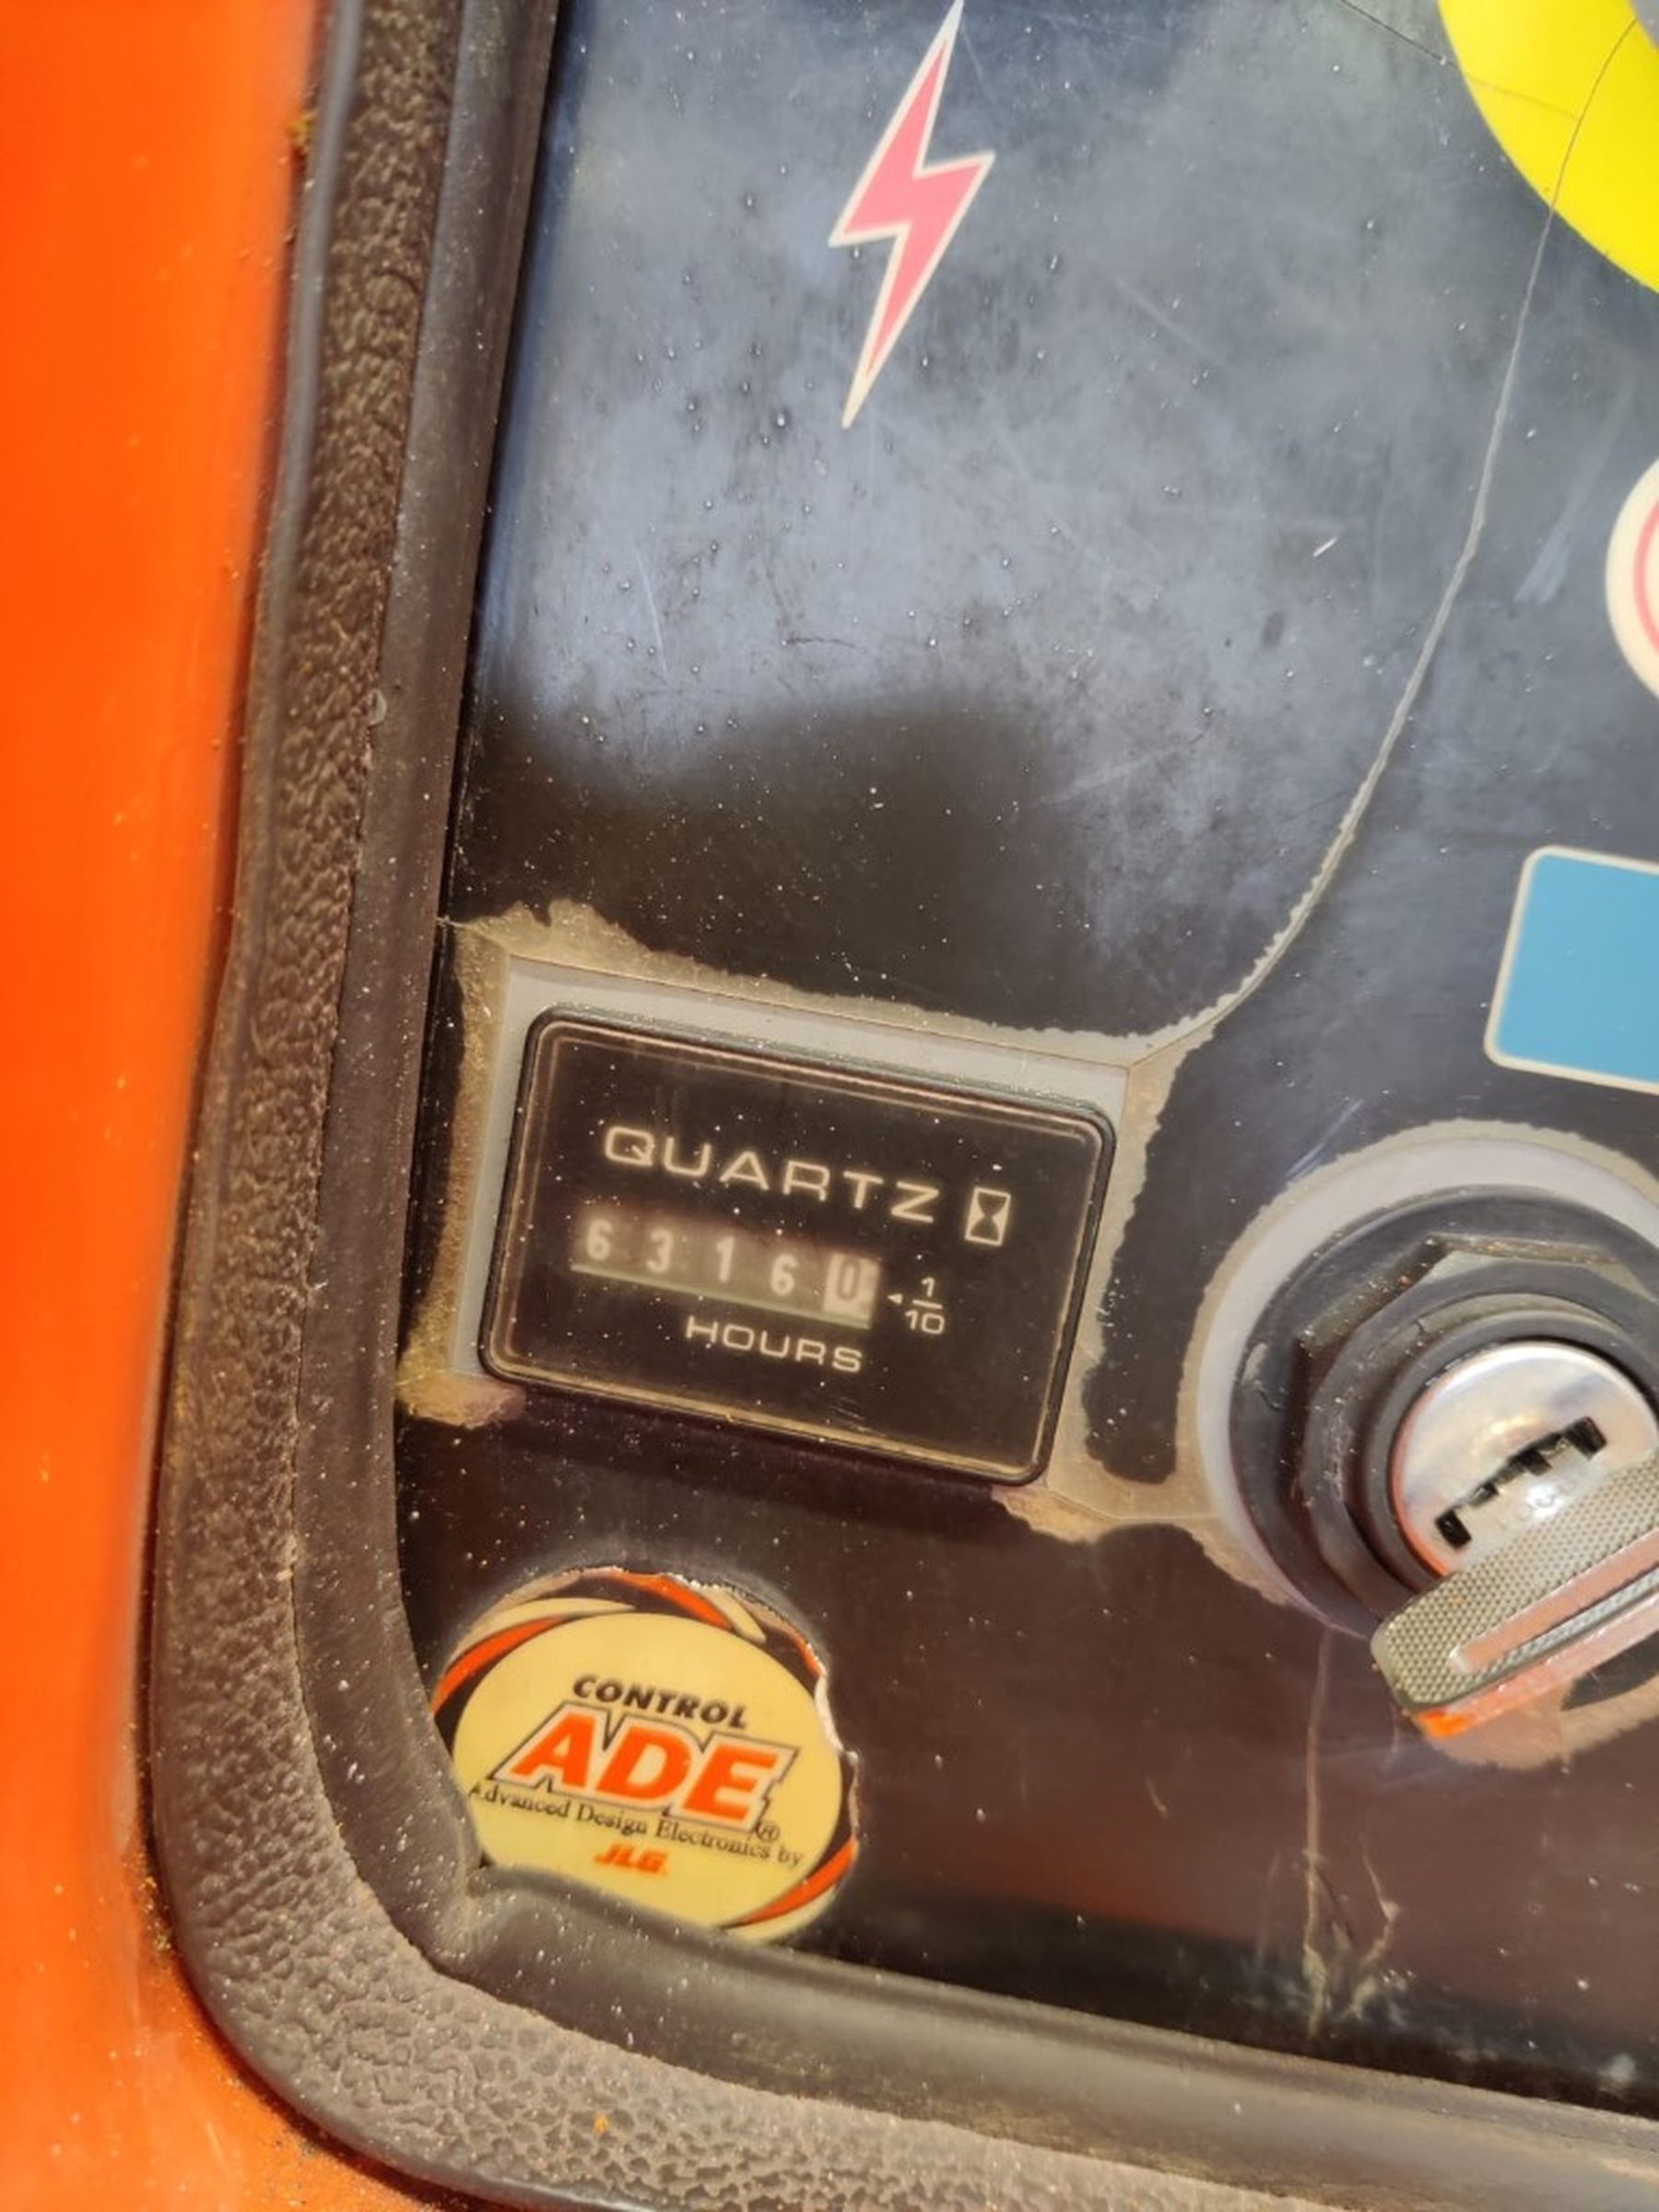 QUARTZ
63160
1
10
HOURS
CONTROL
ADE®
Advanced Design Electronics by
JLG